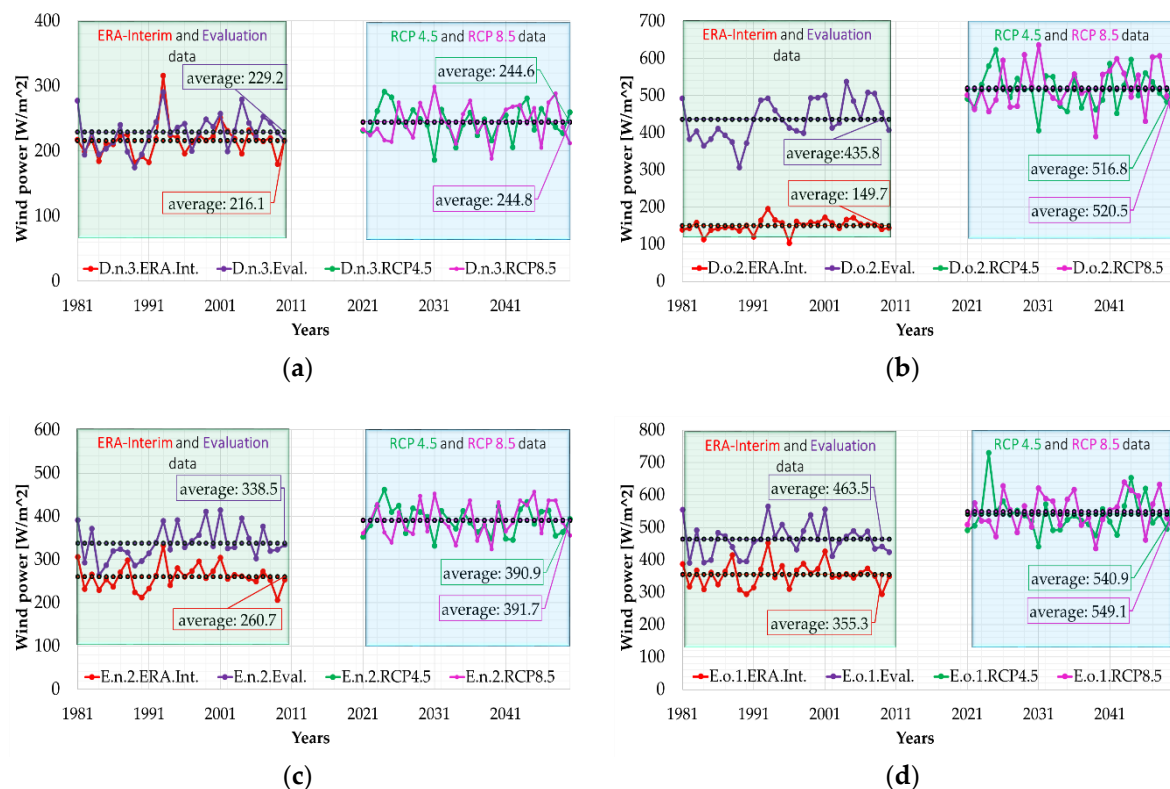 400
300
200
100
0
Wind power [W/m^2]
ERA-Interim and Evaluation
data
average: 229.2
average: 216.1
RCP 4.5 and RCP 8.5 data
average: 244.6
average: 244.8
D.n.3.ERA.Int.
D.n.3.Eval.
D.n.3.RCP4.5
D.n.3.RCP8.5
1981
1991
2001
2011
2021
2031
2041
Years
(a)
700
600
500
400
300
200
100
0
Wind power [W/m^2]
ERA-Interim and Evaluation
data
average:435.8
average:149.7
RCP 4.5 and RCP 8.5 data
average: 516.8
average: 520.5
D.o.2.ERA.Int.
D.o.2.Eval.
D.o.2.RCP4.5
D.o.2.RCP8.5
1981
1991
2001
2011
2021
2031
2041
Years
(b)
600
500
400
300
200
100
0
Wind power [W/m^2]
ERA-Interim and Evaluation
data
average: 338.5
average: 260.7
RCP 4.5 and RCP 8.5 data
average: 390.9
average: 391.7
E.n.2.ERA.Int.
E.n.2.Eval.
E.n.2.RCP4.5
E.n.2.RCP8.5
1981
1991
2001
2011
2021
2031
2041
Years
(c)
800
700
600
500
400
300
200
100
0
Wind power [W/m^2]
ERA-Interim and Evaluation
data
average: 463.5
average: 355.3
RCP 4.5 and RCP 8.5 data
average: 540.9
average: 549.1
E.o.1.ERA.Int.
E.o.1.Eval.
E.o.1.RCP4.5
E.o.1.RCP8.5
1981
1991
2001
2011
2021
2031
2041
Years
(d)